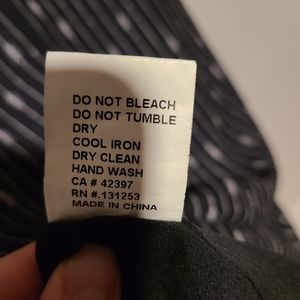 DO NOT BLEACH
DO NOT TUMBLE
DRY
COOL IRON
DRY CLEAN
HAND WASH
CA # 42397
RN #.131253
MADE IN CHINA